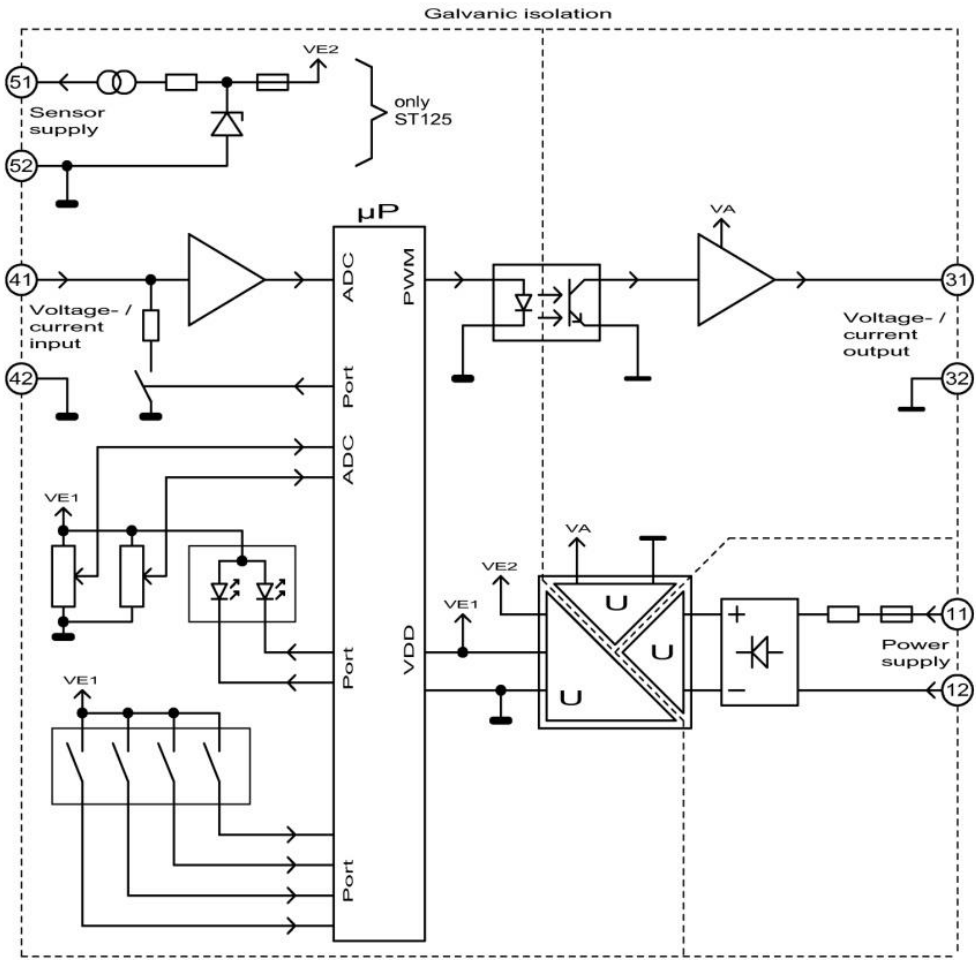 Galvanic isolation
VE2
51
Sensor
supply
only
ST125
52
µP
VA
41
ADC
PWM
31
Voltage- /
current
input
Voltage- /
current
output
42
Port
32
ADC
VE1
VA
VE2
VE1
U
+
11
Power
supply
U
VDD
Port
U
–
12
VE1
Port